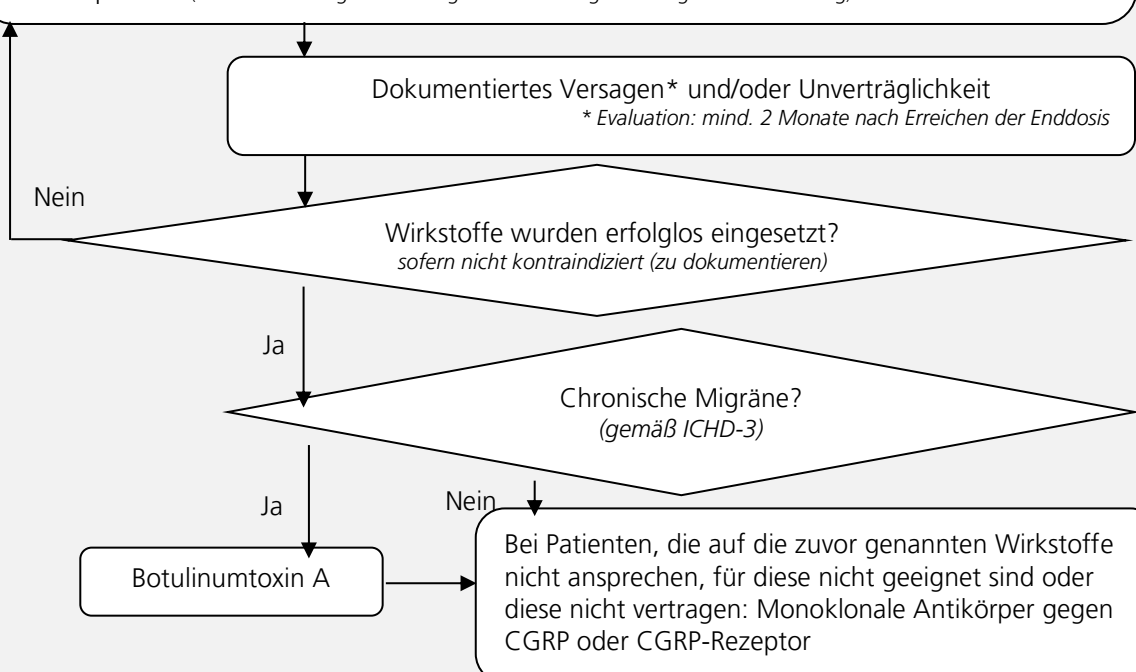 Dokumentiertes Versagen* und/oder Unverträglichkeit
* Evaluation: mind. 2 Monate nach Erreichen der Enddosis
Nein
Wirkstoffe wurden erfolglos eingesetzt?
sofern nicht kontraindiziert (zu dokumentieren)
Ja
Chronische Migräne?
(gemäß ICHD-3)
Ja
Nein
Botulinumtoxin A
Bei Patienten, die auf die zuvor genannten Wirkstoffe
nicht ansprechen, für diese nicht geeignet sind oder
diese nicht vertragen: Monoklonale Antikörper gegen
CGRP oder CGRP-Rezeptor